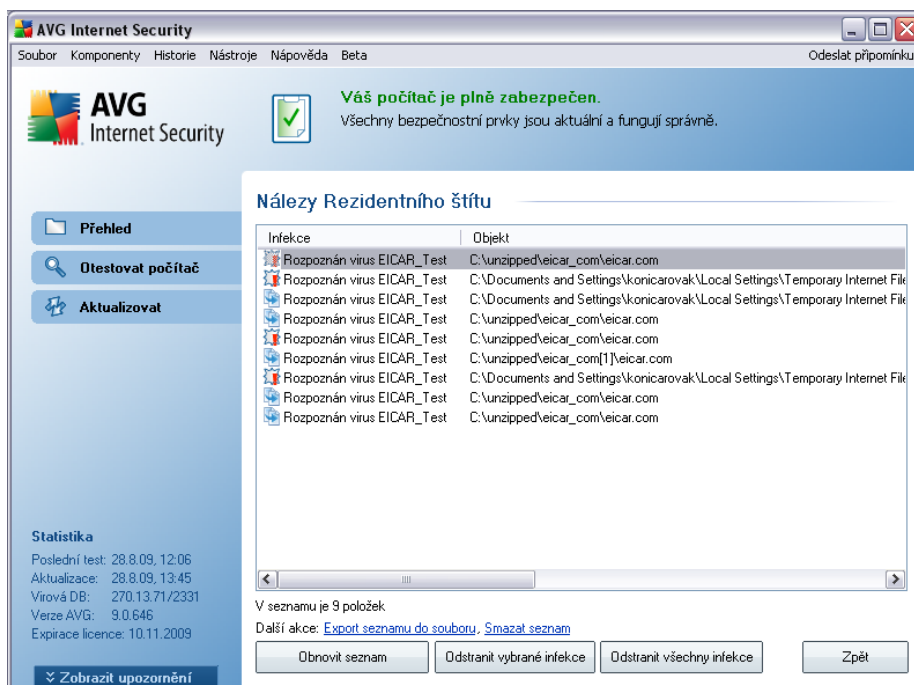 AVG Internet Security
Soubor Komponenty Historie Nástroje Nápověda Beta Odeslat připomínku
AVG
Internet Security
Váš počítač je plně zabezpečen.
Všechny bezpečnostní prvky jsou aktuální a fungují správně.
Přehled
Otestovat počítač
Aktualizovat
Nálezy Rezidentního štítu
Infekce Objekt
Rozpoznán virus EICAR_Test C:\unzipped\eicar_com\eicar.com
Rozpoznán virus EICAR_Test C:\Documents and Settings\konicarovak\Local Settings\Temporary Internet File
Rozpoznán virus EICAR_Test C:\Documents and Settings\konicarovak\Local Settings\Temporary Internet File
Rozpoznán virus EICAR_Test C:\unzipped\eicar_com\eicar.com
Rozpoznán virus EICAR_Test C:\unzipped\eicar_com\eicar.com
Rozpoznán virus EICAR_Test C:\unzipped\eicar_com[1]\eicar.com
Rozpoznán virus EICAR_Test C:\Documents and Settings\konicarovak\Local Settings\Temporary Internet File
Rozpoznán virus EICAR_Test C:\unzipped\eicar_com\eicar.com
Rozpoznán virus EICAR_Test C:\unzipped\eicar_com\eicar.com
V seznamu je 9 položek
Další akce: Export seznamu do souboru, Smazat seznam
Obnovit seznam Odstranit vybrané infekce Odstranit všechny infekce Zpět
Statistika
Poslední test: 28.8.09, 12:06
Aktualizace: 28.8.09, 13:45
Virová DB: 270.13.71/2331
Verze AVG: 9.0.646
Expirace licence: 10.11.2009
Zobrazit upozornění